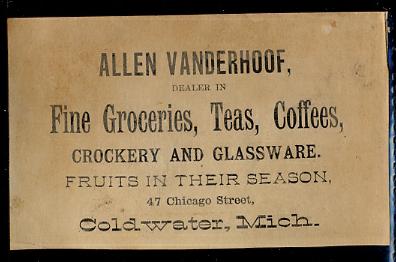 ALLEN VANDERHOOF,
DEALER IN
Fine Groceries, Teas, Coffees,
CROCKERY AND GLASSWARE.
FRUITS IN THEIR SEASON,
47 Chicago Street,
Coldwater, Mich.